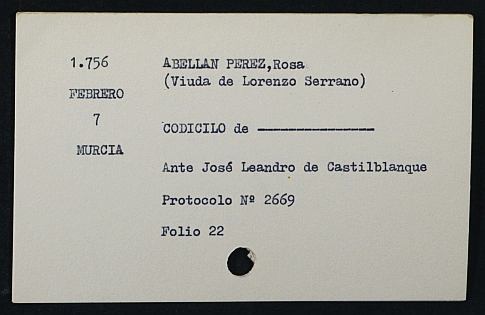 1.756
FEBRERO
7
MURCIA
ABELLAN PEREZ,Rosa
(Viuda de Lorenzo Serrano)
CODICILO de ---------------
Ante José Leandro de Castilblanque
Protocolo Nº 2669
Folio 22